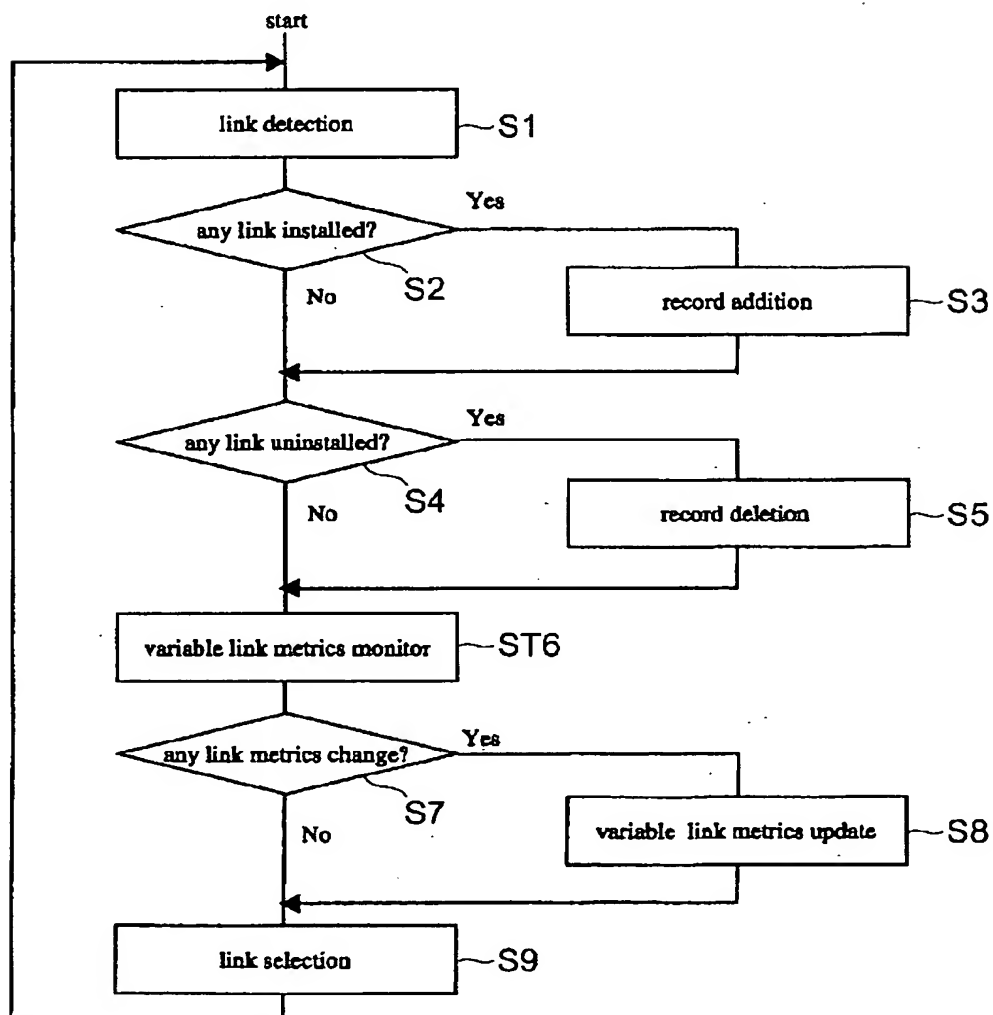 start
link detection
S1
any link installed?
Yes
S2
No
record addition
S3
any link uninstalled?
Yes
S4
No
record deletion
S5
variable link metrics monitor
ST6
any link metrics change?
Yes
S7
No
variable link metrics update
S8
link selection
S9